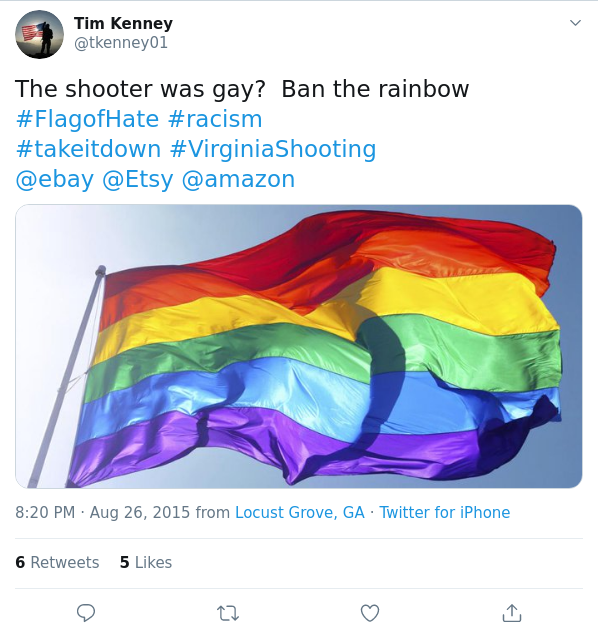 Tim Kenney
@tkenney01
The shooter was gay?  Ban the rainbow
#FlagofHate #racism
#takeitdown #VirginiaShooting
@ebay @Etsy @amazon
8:20 PM · Aug 26, 2015 from Locust Grove, GA · Twitter for iPhone
6 Retweets 5 Likes